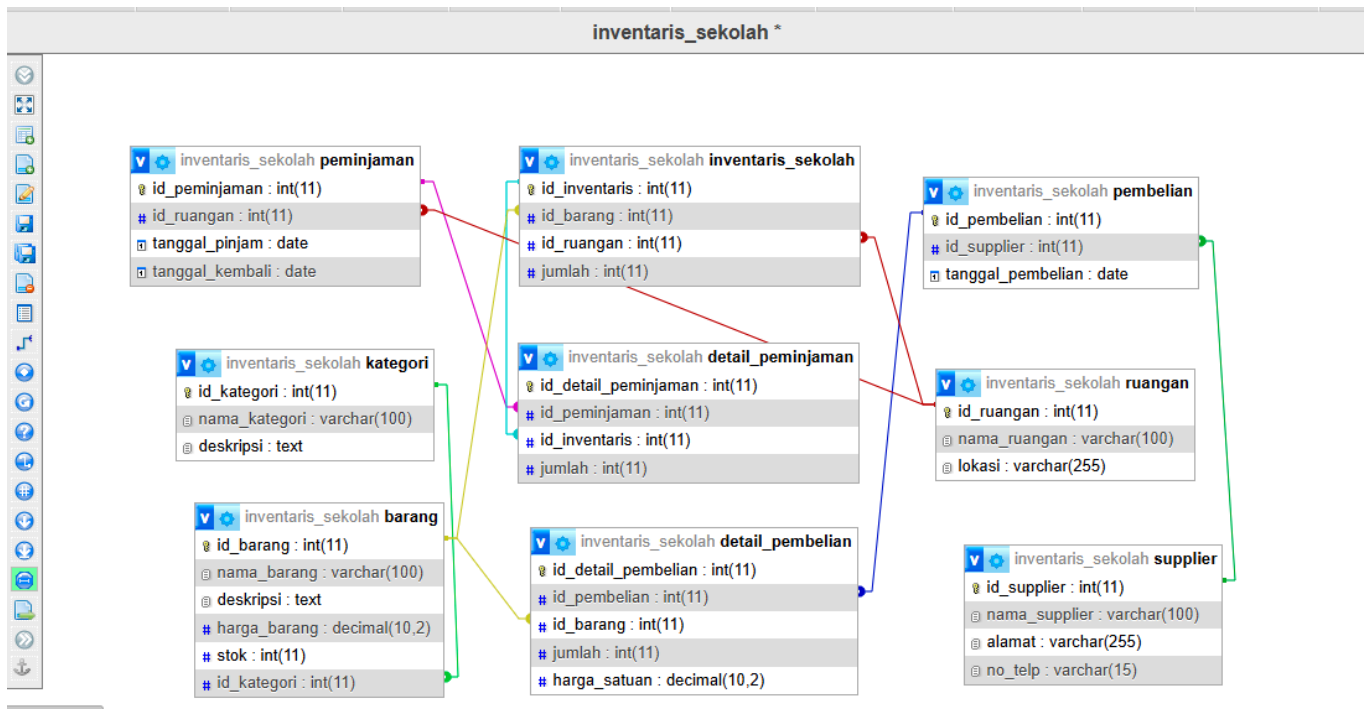 inventaris_sekolah *
inventaris_sekolah peminjaman
id_peminjaman : int(11)
id_ruangan : int(11)
tanggal_pinjam : date
tanggal_kembali : date
inventaris_sekolah inventaris_sekolah
id_inventaris : int(11)
id_barang : int(11)
id_ruangan : int(11)
jumlah : int(11)
inventaris_sekolah pembelian
id_pembelian : int(11)
id_supplier : int(11)
tanggal_pembelian : date
inventaris_sekolah kategori
id_kategori : int(11)
nama_kategori : varchar(100)
deskripsi : text
inventaris_sekolah detail_peminjaman
id_detail_peminjaman : int(11)
id_peminjaman : int(11)
id_inventaris : int(11)
jumlah : int(11)
inventaris_sekolah ruangan
id_ruangan : int(11)
nama_ruangan : varchar(100)
lokasi : varchar(255)
inventaris_sekolah barang
id_barang : int(11)
nama_barang : varchar(100)
deskripsi : text
harga_barang : decimal(10,2)
stok : int(11)
id_kategori : int(11)
inventaris_sekolah detail_pembelian
id_detail_pembelian : int(11)
id_pembelian : int(11)
id_barang : int(11)
jumlah : int(11)
harga_satuan : decimal(10,2)
inventaris_sekolah supplier
id_supplier : int(11)
nama_supplier : varchar(100)
alamat : varchar(255)
no_telp : varchar(15)